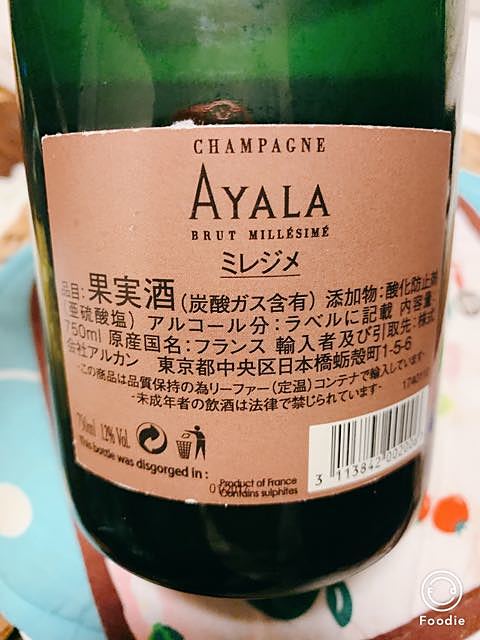 CHAMPAGNE
AYALA
BRUT MILLÉSIMÉ
ミレジメ
品目:果実酒(炭酸ガス含有)添加物:酸化防止剤
(亜硫酸塩)アルコール分:ラベルに記載 内容量:
750ml 原産国名:フランス 輸入者及び引取先:株式
会社アルカン 東京都中央区日本橋蛎殻町1-5-6
-この商品は品質保持の為リーファー(定温)コンテナで輸入しています-
-未成年者の飲酒は法律で禁じられています-
750ml 12% Vol.
This bottle was disgorged in :
Product of France
Contains sulphites
Foodie